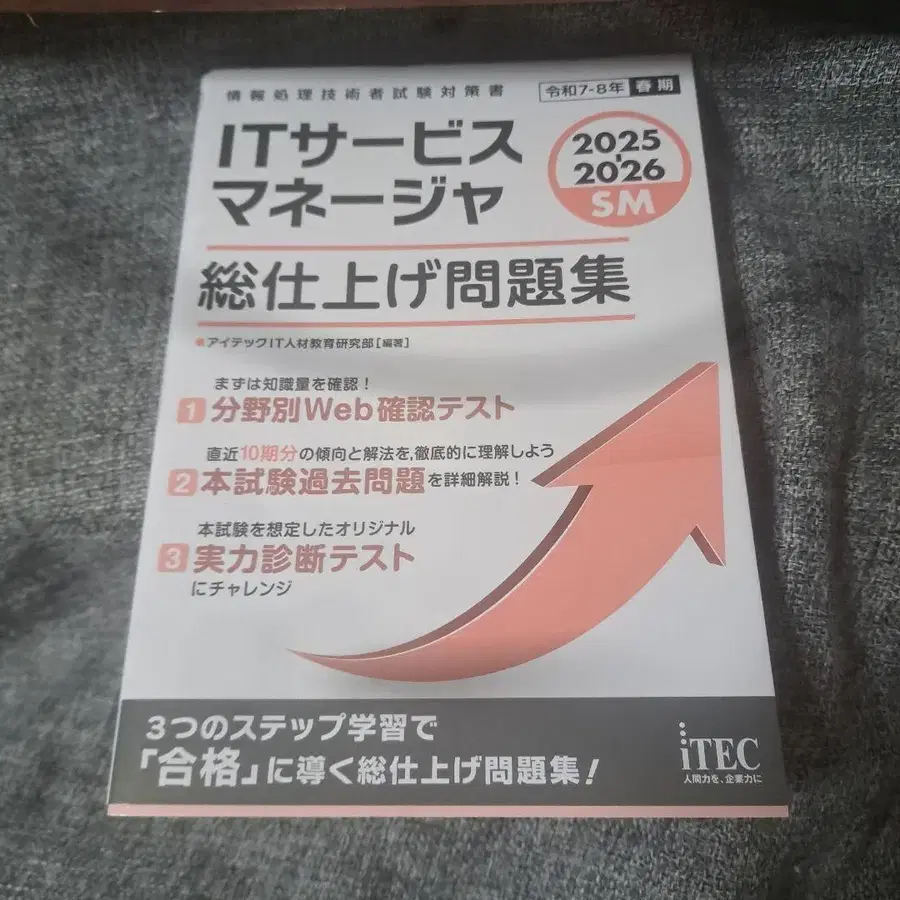 情報処理技術者試験対策書
令和7-8年 春期
ITサービス
マネージャ
2025-
2026
SM
総仕上げ問題集
●アイテックIT人材教育研究部[編著]
まずは知識量を確認！
1 分野別Web確認テスト
直近10期分の傾向と解法を,徹底的に理解しよう
2 本試験過去問題を詳細解説！
本試験を想定したオリジナル
3 実力診断テスト
にチャレンジ
3つのステップ学習で
「合格」に導く総仕上げ問題集！
iTEC
人間力を、企業力に